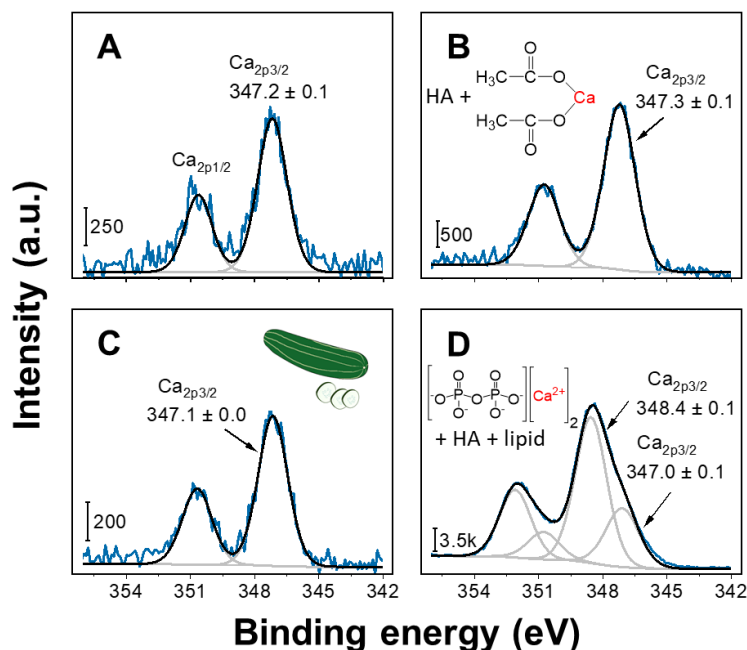 Intensity (a.u.)
A
Ca2p3/2
347.2 ± 0.1
Ca2p1/2
250
B
HA +
H₃C
O
O
Ca
H₃C
O
O
Ca2p3/2
347.3 ± 0.1
500
C
Ca2p3/2
347.1 ± 0.0
200
354 351 348 345 342
D
O O
⁻O P O P O⁻
O⁻ O⁻
Ca²⁺
2
+ HA + lipid
Ca2p3/2
348.4 ± 0.1
Ca2p3/2
347.0 ± 0.1
3.5k
354 351 348 345 342
Binding energy (eV)